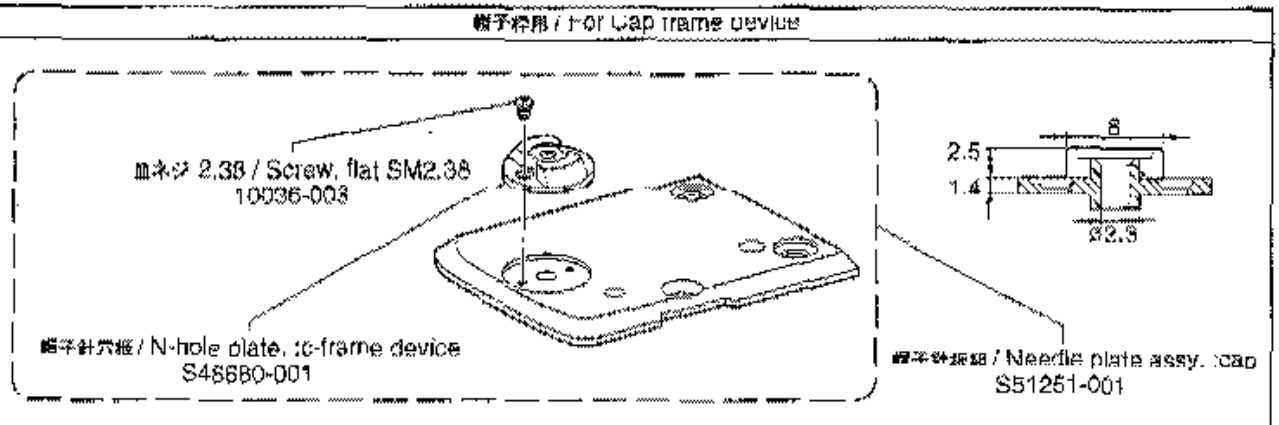 帽子枠用 / For Cap frame device
皿ネジ 2.38 / Screw, flat SM2.38
10036-003
8
2.5
1.4
Ø2.3
帽子針穴板 / N-hole plate, :c-frame device
S48680-001
帽子針板組 / Needle plate assy. :cap
S51251-001